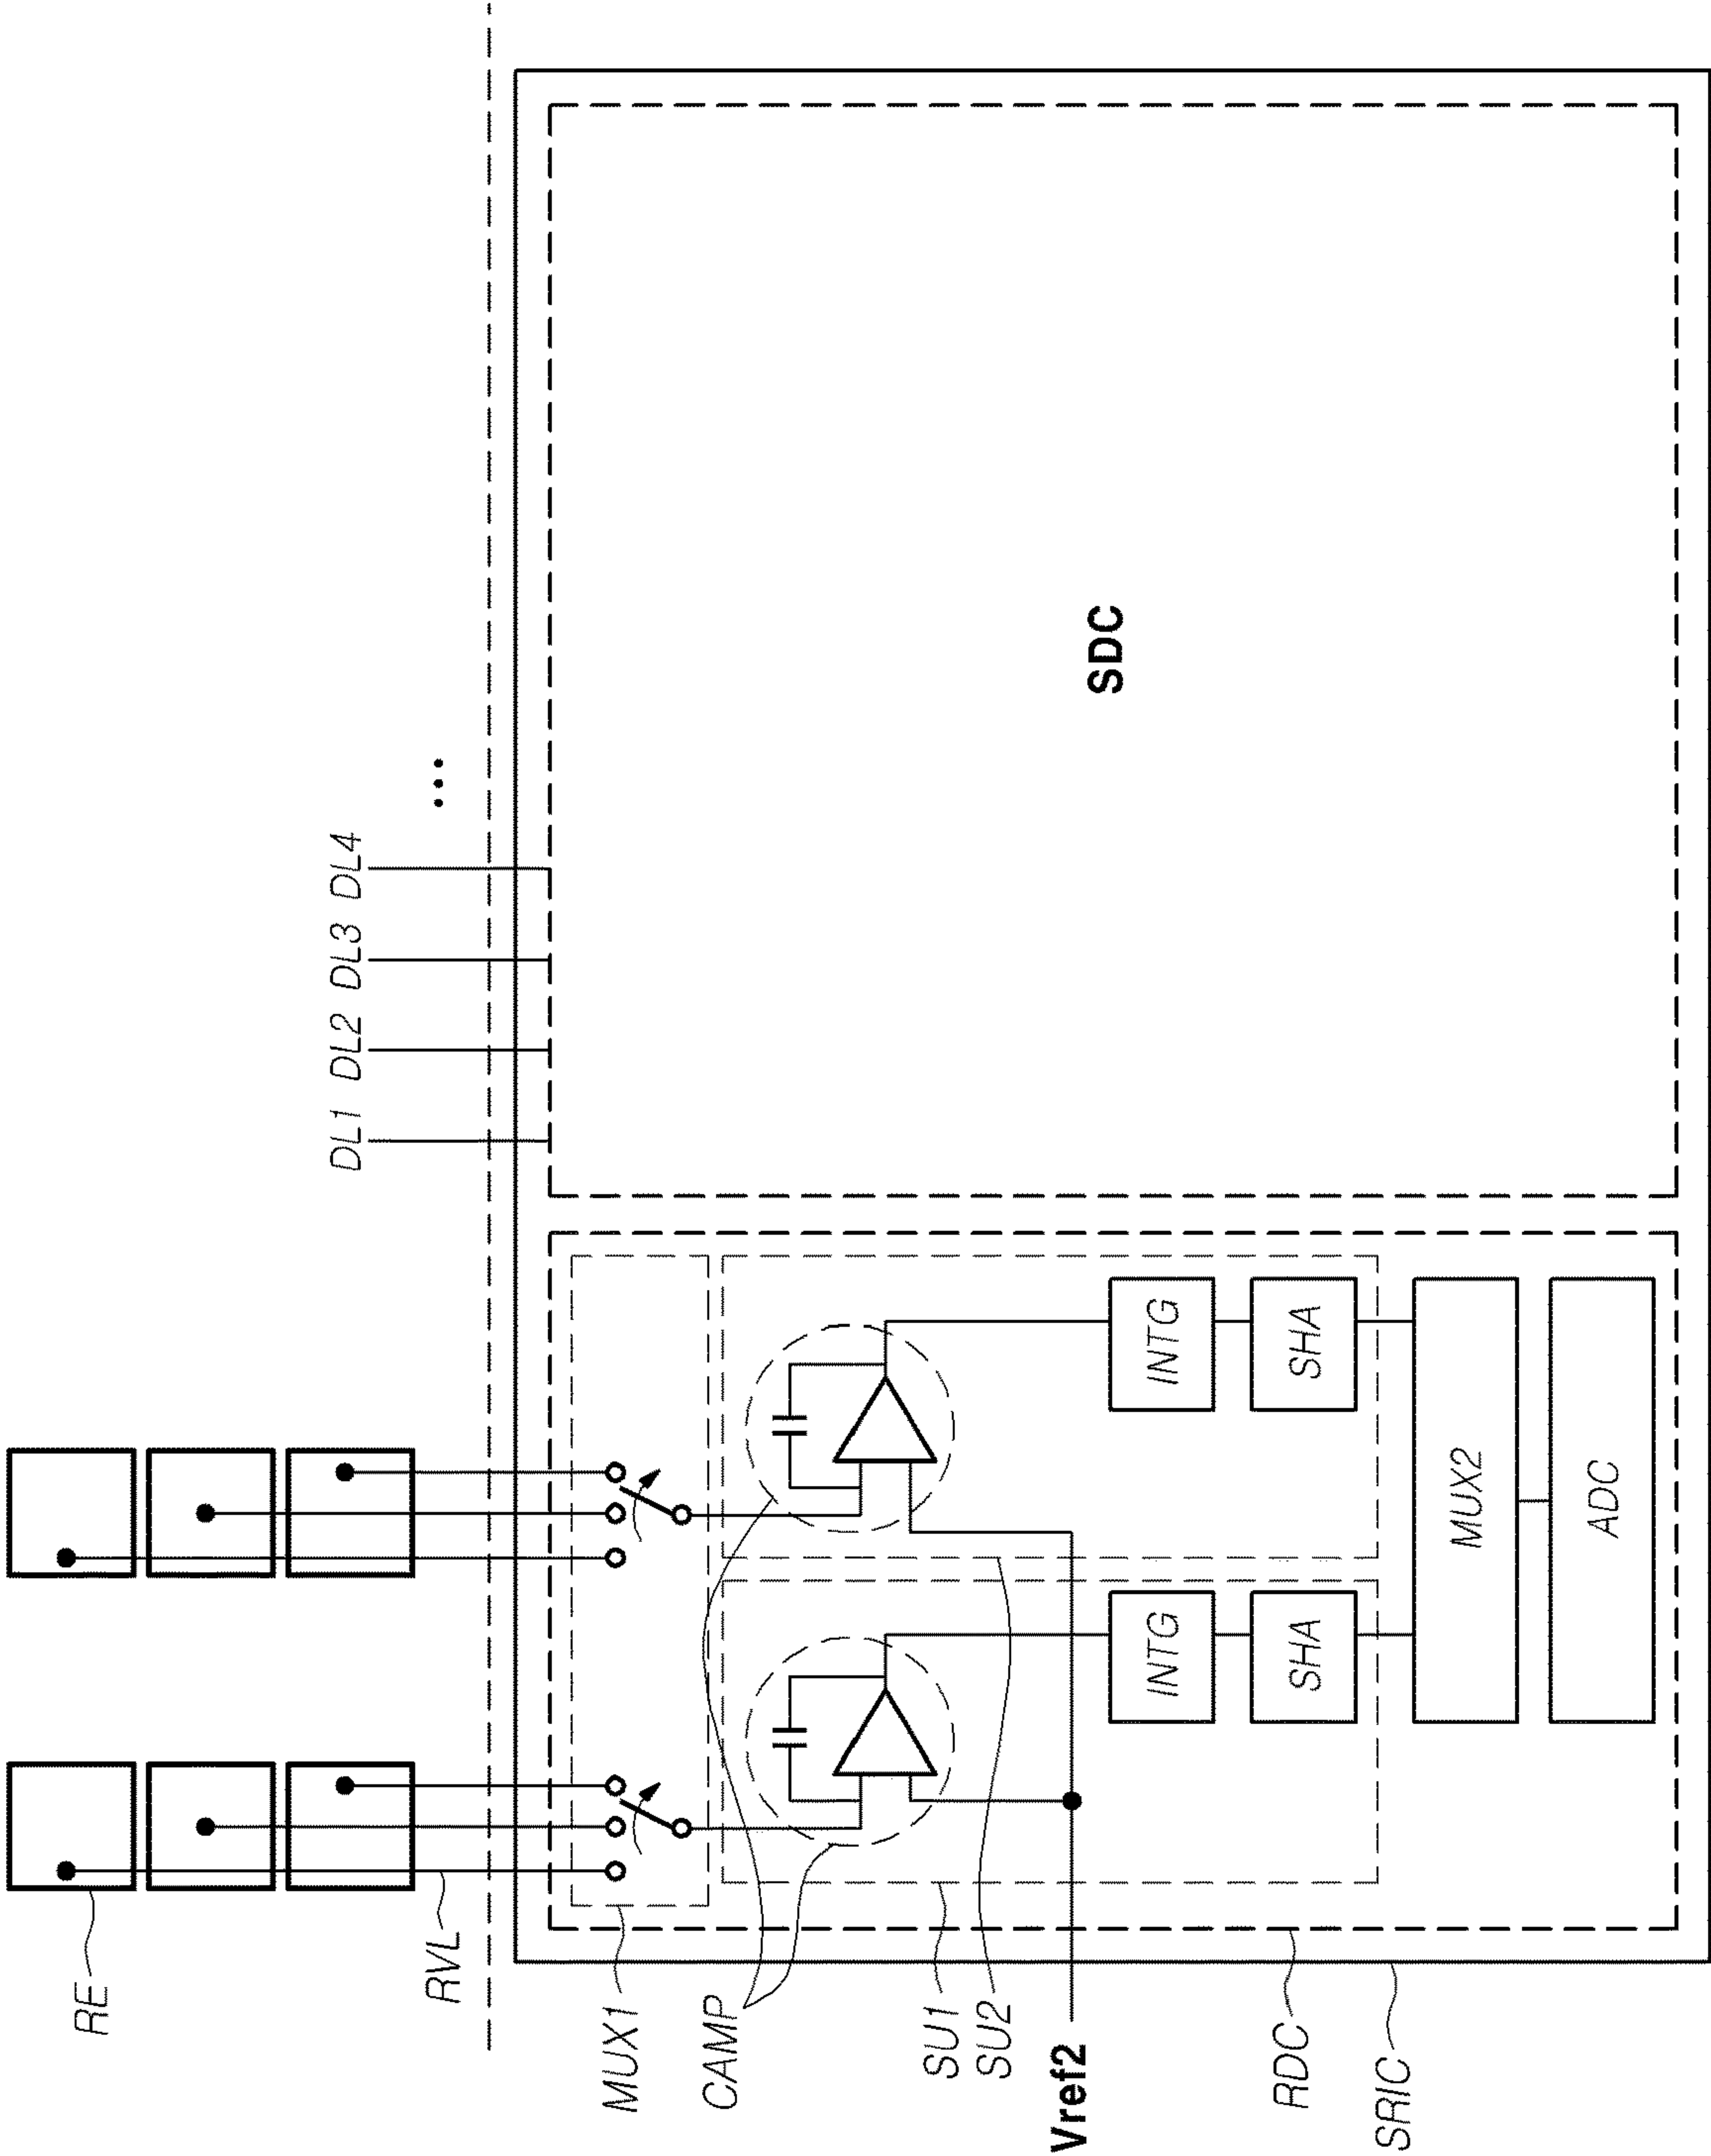 RE
RVL
DL1 DL2 DL3 DL4 ...
MUX1
CAMP
SU1
SU2
Vref2
INTG
INTG
SHA
SHA
MUX2
ADC
RDC
SRIC
SDC